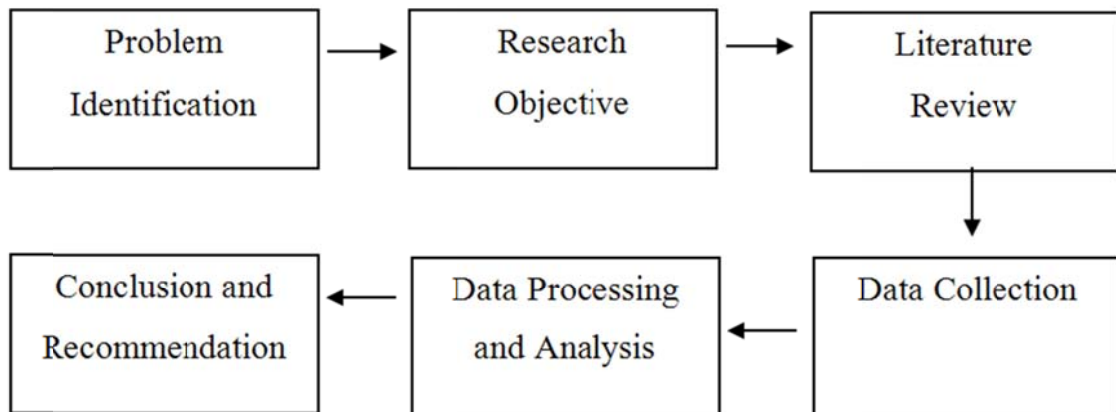 Problem
Identification
Research
Objective
Literature
Review
Data Collection
Data Processing
and Analysis
Conclusion and
Recommendation